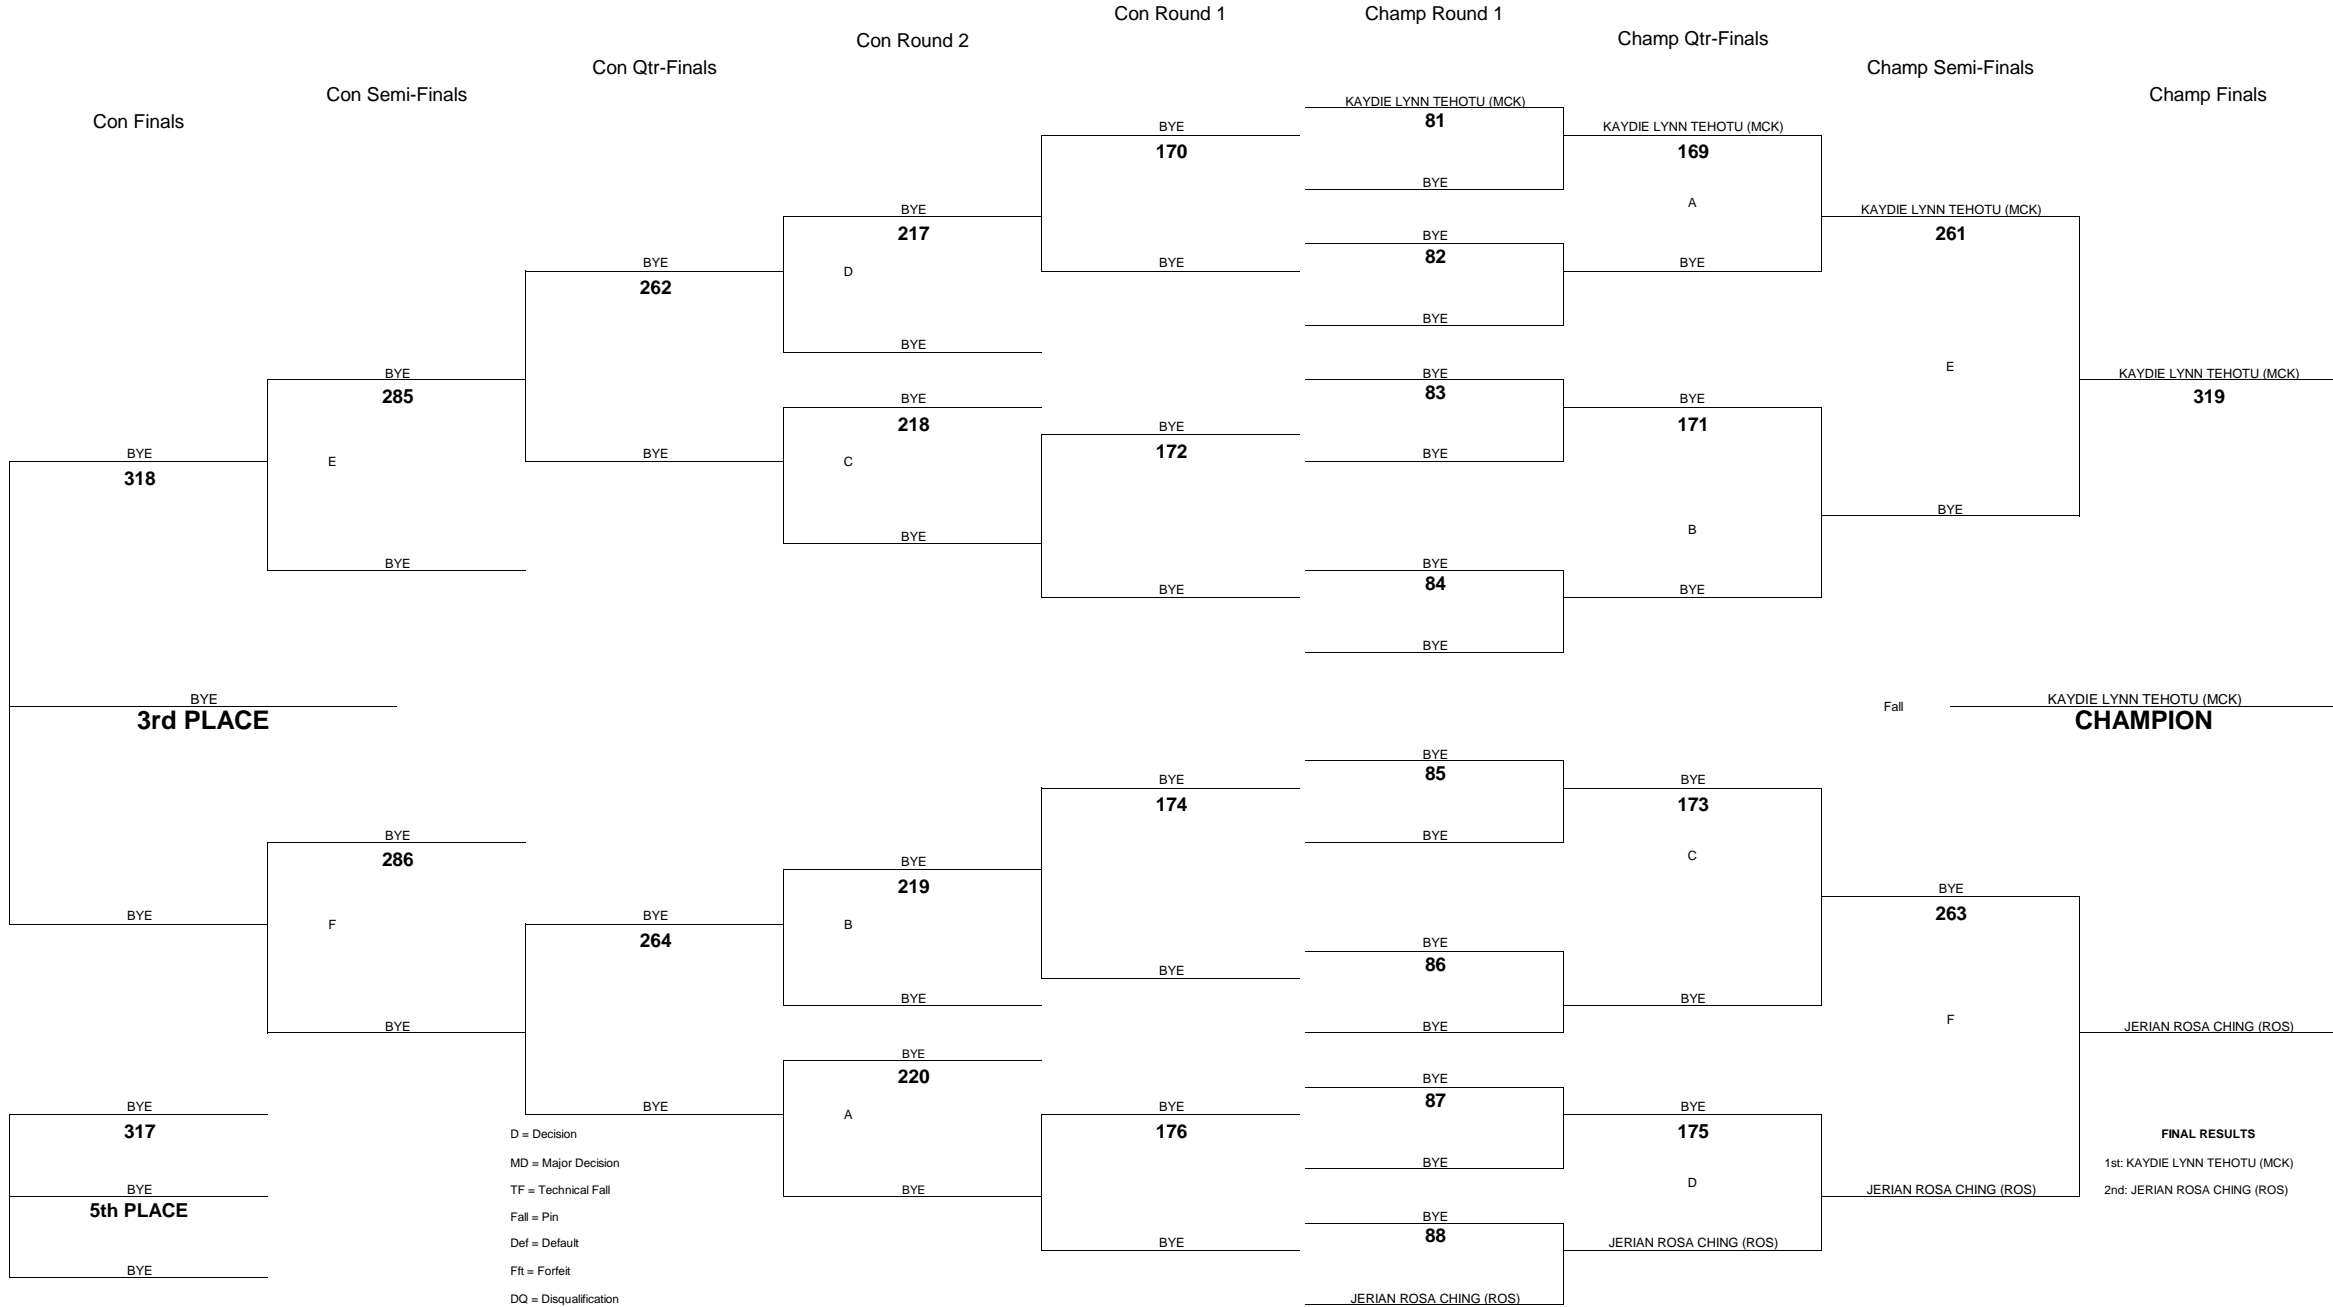 Con Round 1
Champ Round 1
Con Round 2
Champ Qtr-Finals
Con Qtr-Finals
Champ Semi-Finals
Con Semi-Finals
Champ Finals
Con Finals
KAYDIE LYNN TEHOTU (MCK)
81
BYE
170
KAYDIE LYNN TEHOTU (MCK)
169
BYE
A
BYE
217
KAYDIE LYNN TEHOTU (MCK)
261
BYE
82
BYE
262
D
BYE
BYE
BYE
BYE
E
BYE
285
BYE
83
KAYDIE LYNN TEHOTU (MCK)
319
BYE
218
BYE
171
BYE
172
BYE
318
E
BYE
C
BYE
BYE
B
BYE
BYE
BYE
84
BYE
BYE
BYE
BYE
3rd PLACE
Fall
KAYDIE LYNN TEHOTU (MCK)
CHAMPION
BYE
85
BYE
174
BYE
173
BYE
286
BYE
C
BYE
219
BYE
263
BYE
F
BYE
264
B
BYE
86
BYE
BYE
BYE
F
BYE
BYE
JERIAN ROSA CHING (ROS)
BYE
220
BYE
87
BYE
317
BYE
A
BYE
176
BYE
175
D = Decision
FINAL RESULTS
MD = Major Decision
BYE
1st: KAYDIE LYNN TEHOTU (MCK)
D
BYE
5th PLACE
TF = Technical Fall
BYE
JERIAN ROSA CHING (ROS)
2nd: JERIAN ROSA CHING (ROS)
Fall = Pin
BYE
88
Def = Default
BYE
JERIAN ROSA CHING (ROS)
BYE
Fft = Forfeit
DQ = Disqualification
JERIAN ROSA CHING (ROS)